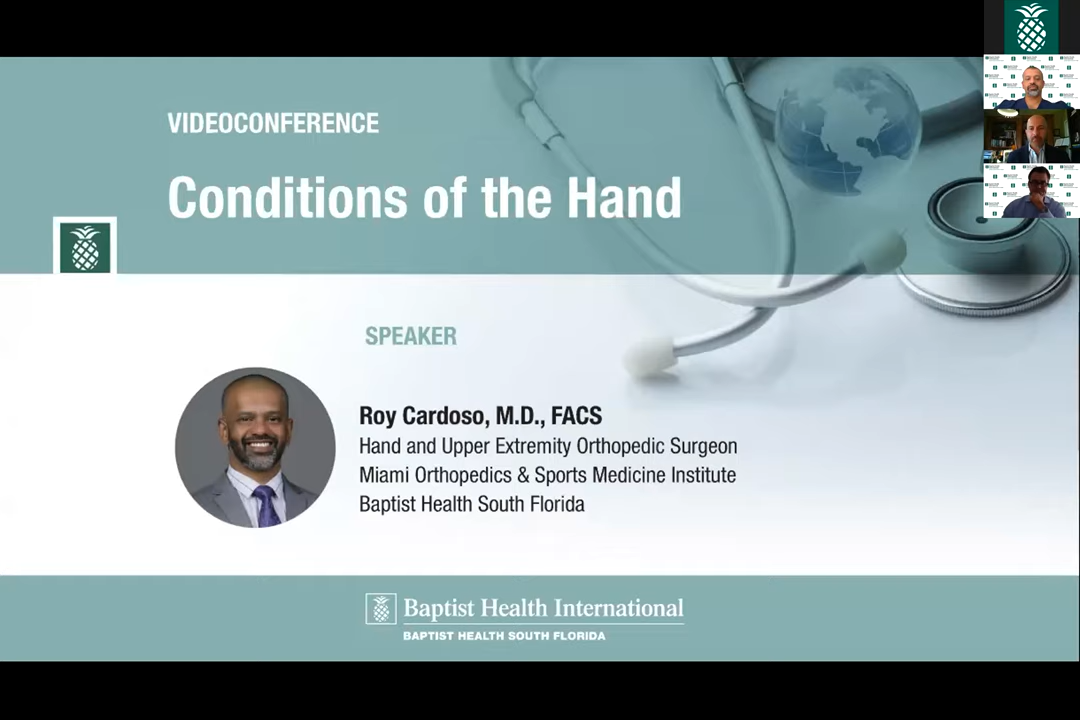 VIDEOCONFERENCE
Conditions of the Hand
SPEAKER
Roy Cardoso, M.D., FACS
Hand and Upper Extremity Orthopedic Surgeon
Miami Orthopedics & Sports Medicine Institute
Baptist Health South Florida
Baptist Health International
BAPTIST HEALTH SOUTH FLORIDA